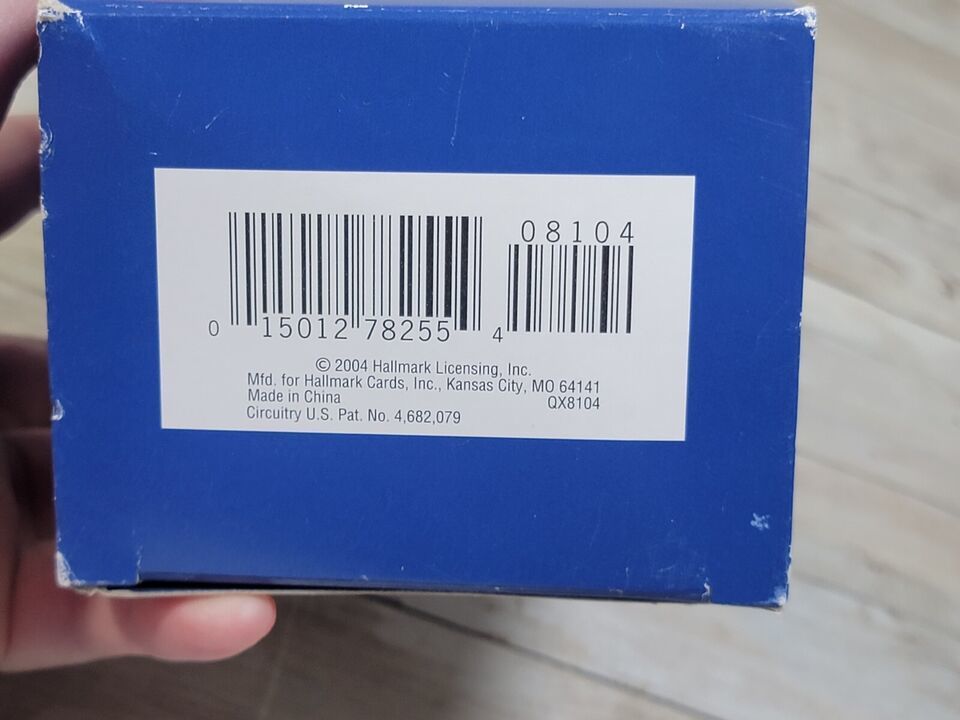 08104
0 15012 78255 4
© 2004 Hallmark Licensing, Inc.
Mfd. for Hallmark Cards, Inc., Kansas City, MO 64141
Made in China QX8104
Circuitry U.S. Pat. No. 4,682,079